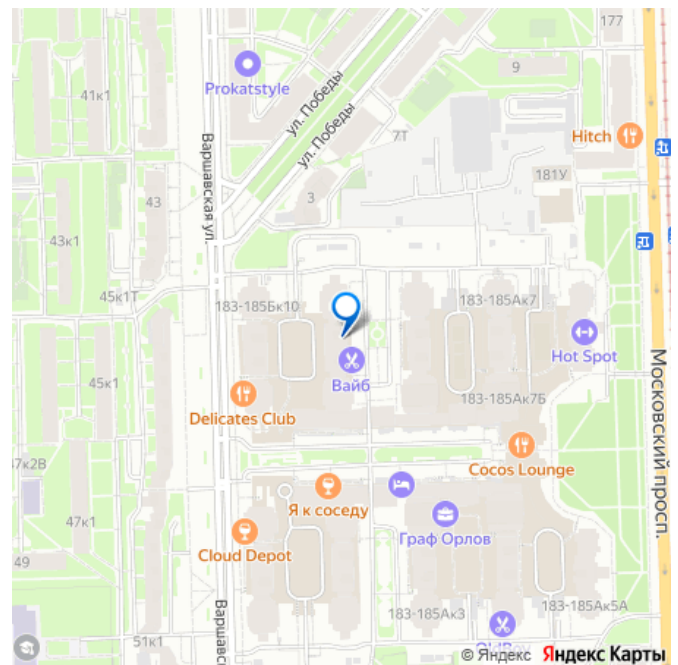 177
9
41к1
Prokatstyle
ул. Победы
ул. Победы
7Т
Hitch
181У
43
3
Варшавская ул.
43к1
45к1Т
183-185Бк10
183-185Ак7
Hot Spot
45к1
Вайб
183-185Ак7Б
Московский просп.
Delicates Club
Cocos Lounge
47к2В
Я к соседу
47к1
Граф Орлов
Cloud Depot
49
183-185Ак3
183-185Ак5А
51к1
© Яндекс Яндекс Карты